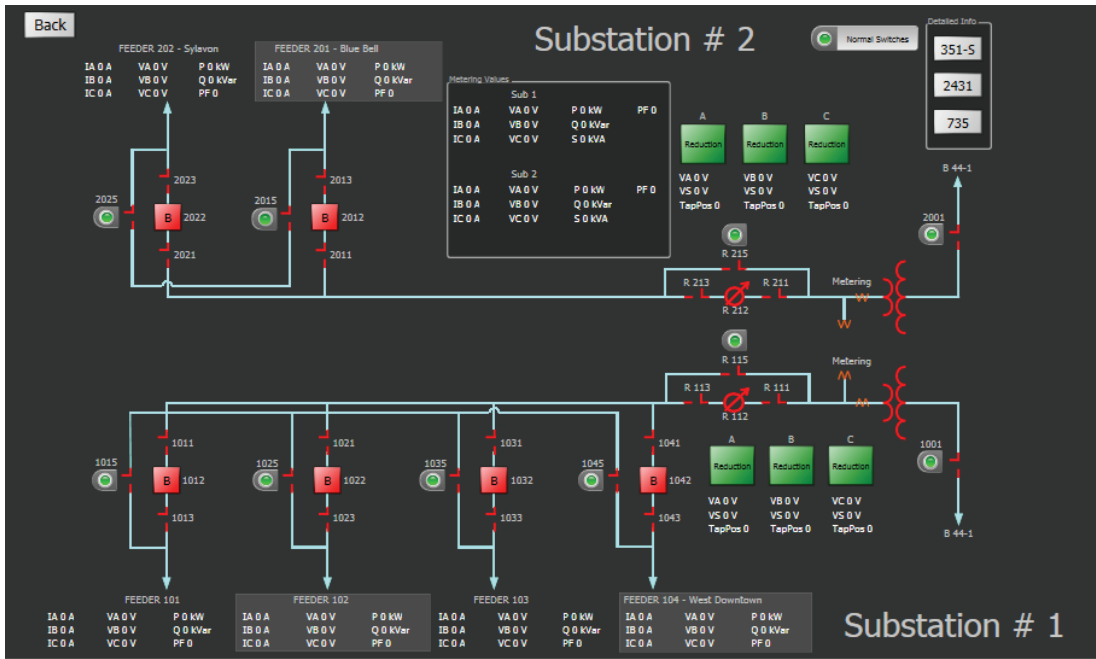 Back
Substation # 2
Normal Switches
Detailed Info
351-S
2431
735
FEEDER 202 - Sylavon
IA 0 A VA 0 V P 0 kW
IB 0 A VB 0 V Q 0 kVar
IC 0 A VC 0 V PF 0
FEEDER 201 - Blue Bell
IA 0 A VA 0 V P 0 kW
IB 0 A VB 0 V Q 0 kVar
IC 0 A VC 0 V PF 0
Metering Values
Sub 1
IA 0 A VA 0 V P 0 kW PF 0
IB 0 A VB 0 V Q 0 kVar
IC 0 A VC 0 V S 0 kVA
Sub 2
IA 0 A VA 0 V P 0 kW PF 0
IB 0 A VB 0 V Q 0 kVar
IC 0 A VC 0 V S 0 kVA
A B C
Reduction Reduction Reduction
VA 0 V VB 0 V VC 0 V
VS 0 V VS 0 V VS 0 V
TapPos 0 TapPos 0 TapPos 0
B 44-1
2023
2013
2025
B 2022
2015
B 2012
2021
2011
2001
R 215
R 213
R 211
R 212
Metering
R 115
R 113
R 111
R 112
Metering
1011
1021
1031
1041
1015
B 1012
1025
B 1022
1035
B 1032
1045
B 1042
1013
1023
1033
1043
A B C
Reduction Reduction Reduction
VA 0 V VB 0 V VC 0 V
VS 0 V VS 0 V VS 0 V
TapPos 0 TapPos 0 TapPos 0
1001
B 44-1
FEEDER 101
IA 0 A VA 0 V P 0 kW
IB 0 A VB 0 V Q 0 kVar
IC 0 A VC 0 V PF 0
FEEDER 102
IA 0 A VA 0 V P 0 kW
IB 0 A VB 0 V Q 0 kVar
IC 0 A VC 0 V PF 0
FEEDER 103
IA 0 A VA 0 V P 0 kW
IB 0 A VB 0 V Q 0 kVar
IC 0 A VC 0 V PF 0
FEEDER 104 - West Downtown
IA 0 A VA 0 V P 0 kW
IB 0 A VB 0 V Q 0 kVar
IC 0 A VC 0 V PF 0
Substation # 1